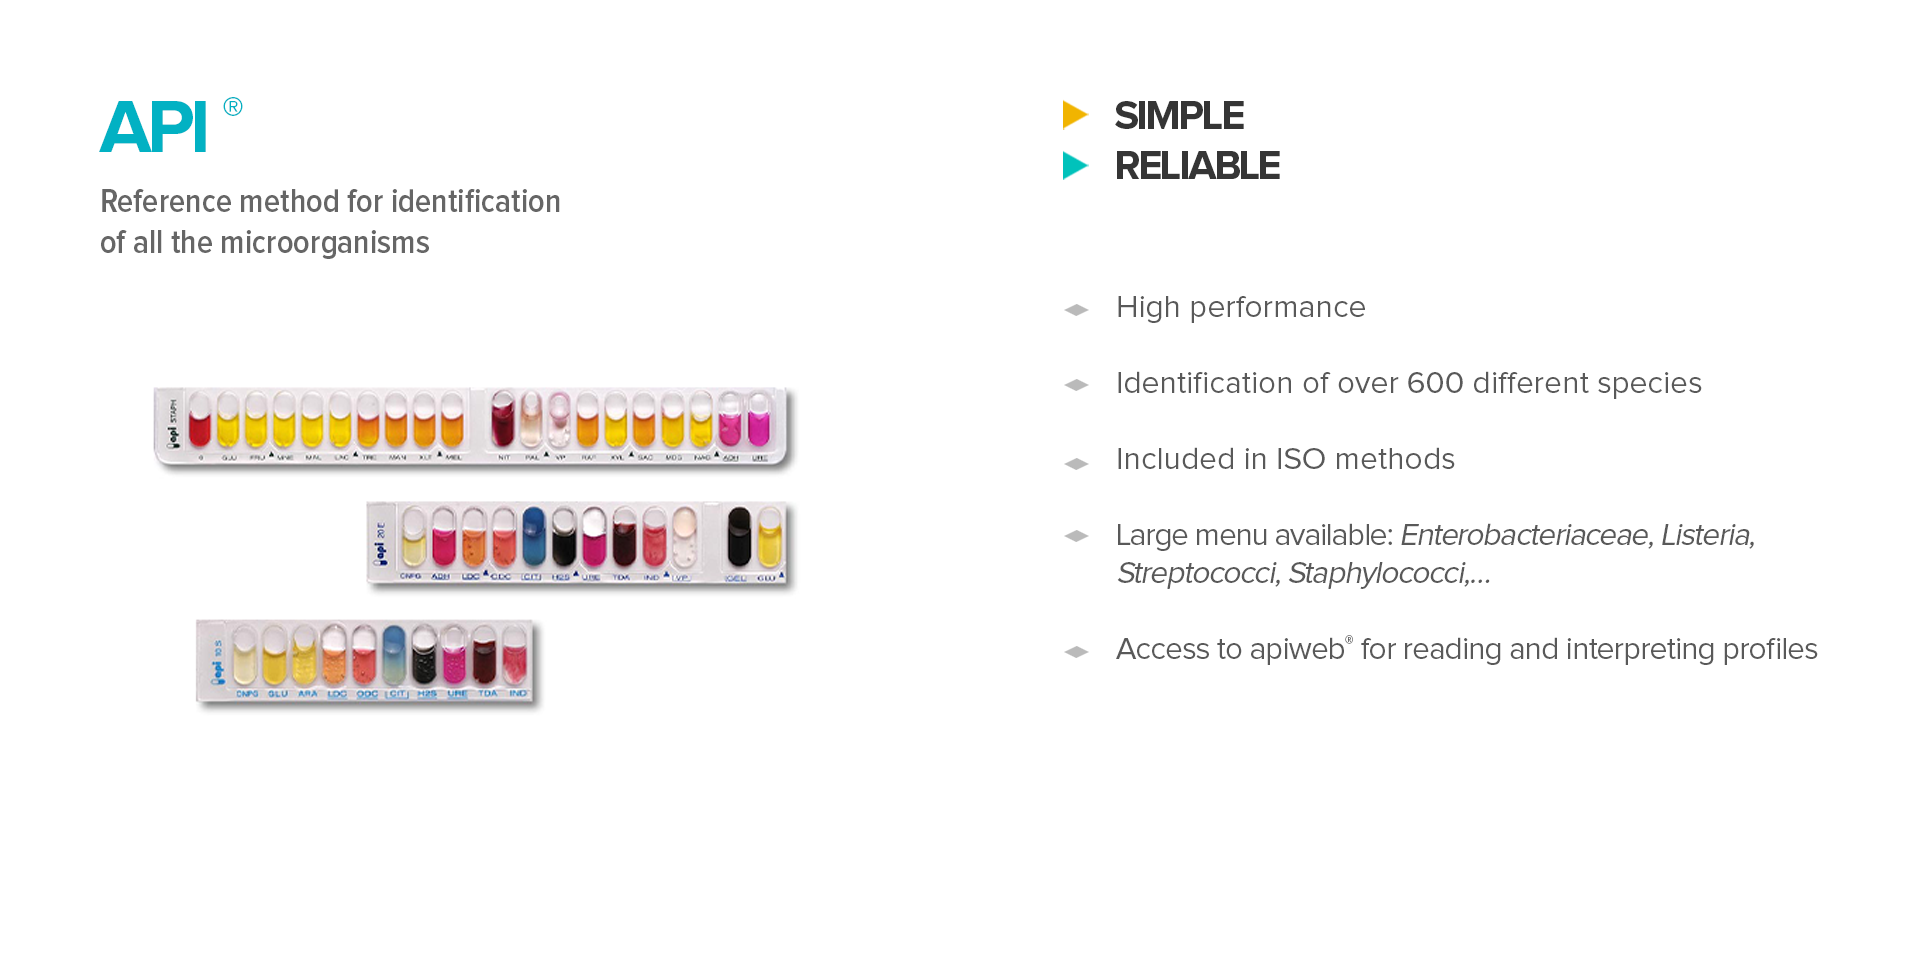 API ®
Reference method for identification
of all the microorganisms
SIMPLE
RELIABLE
High performance
Identification of over 600 different species
Included in ISO methods
Large menu available: Enterobacteriaceae, Listeria,
Streptococci, Staphylococci,...
Access to apiweb® for reading and interpreting profiles
api STAPH
0 GLU FRU MNE MAL LAC TRE MAN XLT MEL NIT PAL VP RAF XYL SAC MDG NAG ADH URE
api 20 E
ONPG ADH LDC ODC CIT H2S URE TDA IND VP GEL GLU
api 10 S
ONPG GLU ARA LDC ODC CIT H2S URE TDA IND